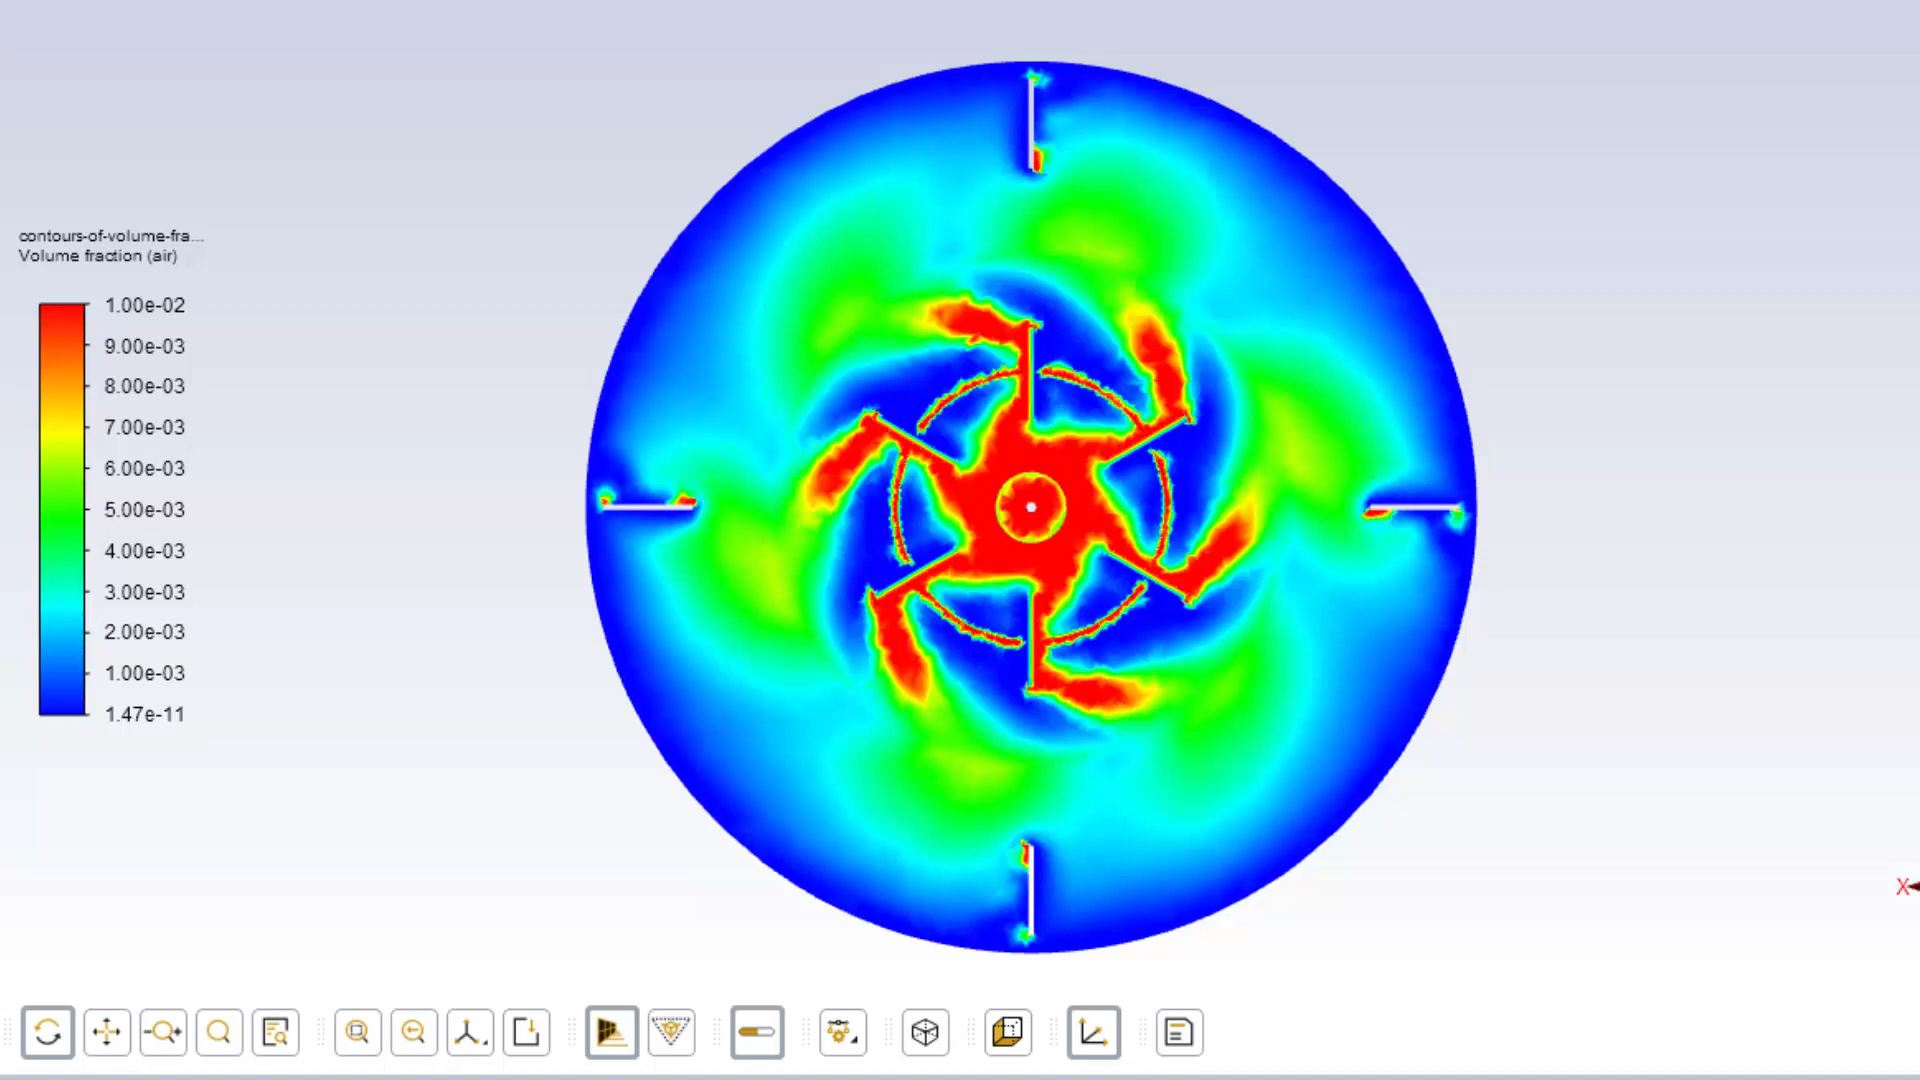 contours-of-volume-fra...
Volume fraction (air)
1.00e-02
9.00e-03
8.00e-03
7.00e-03
6.00e-03
5.00e-03
4.00e-03
3.00e-03
2.00e-03
1.00e-03
1.47e-11
X